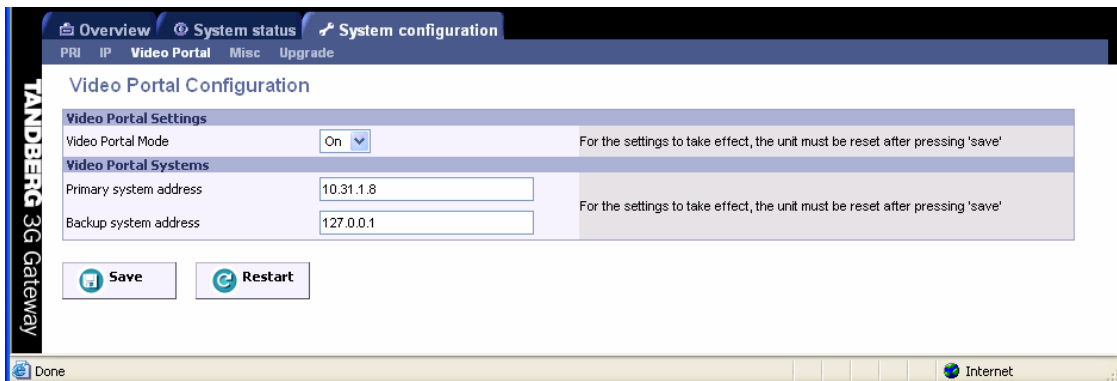 Overview System status System configuration
PRI IP Video Portal Misc Upgrade
TANDBERG 3G Gateway
Video Portal Configuration
Video Portal Settings
Video Portal Mode On For the settings to take effect, the unit must be reset after pressing 'save'
Video Portal Systems
Primary system address 10.31.1.8
For the settings to take effect, the unit must be reset after pressing 'save'
Backup system address 127.0.0.1
Save Restart
Done Internet